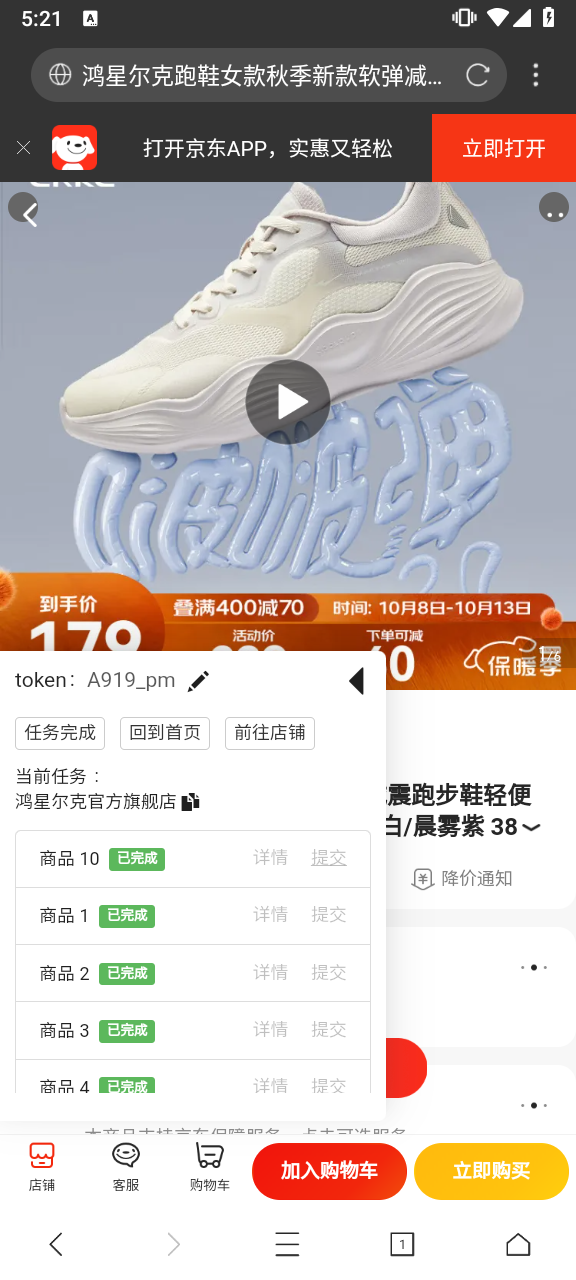 5:21
A
鸿星尔克跑鞋女款秋季新款软弹减...
打开京东APP，实惠又轻松
立即打开
啵啵弹
2.0
到手价
叠满400减70
时间: 10月8日-10月13日
179
活动价
下单可减
60
保暖季
1/6
token: A919_pm
任务完成
回到首页
前往店铺
当前任务：
鸿星尔克官方旗舰店
震跑步鞋轻便
白/晨雾紫 38
商品 10 已完成 详情 提交
降价通知
商品 1 已完成 详情 提交
商品 2 已完成 详情 提交
商品 3 已完成 详情 提交
商品 4 已完成 详情 提交
店铺
客服
购物车
加入购物车
立即购买
1